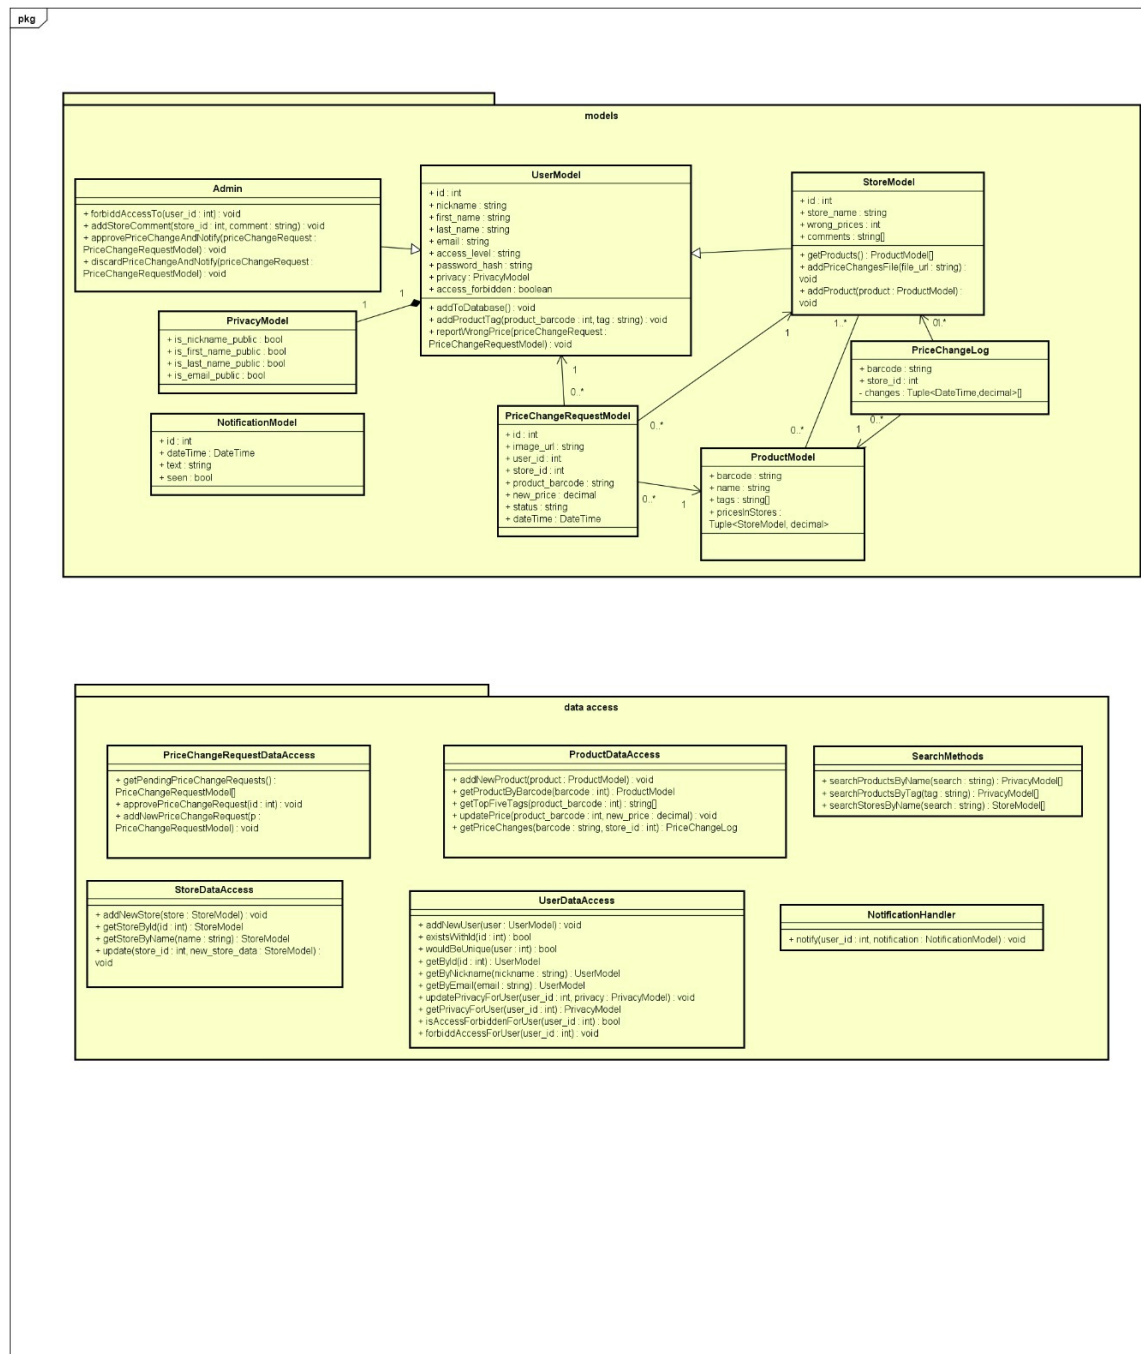 pkg
models
Admin
+ forbiddAccessTo(user_id : int) : void
+ addStoreComment(store_id : int, comment : string) : void
+ approvePriceChangeAndNotify(priceChangeRequest :
PriceChangeRequestModel) : void
+ discardPriceChangeAndNotify(priceChangeRequest :
PriceChangeRequestModel) : void
UserModel
+ id : int
+ nickname : string
+ first_name : string
+ last_name : string
+ email : string
+ access_level : string
+ password_hash : string
+ privacy : PrivacyModel
+ access_forbidden : boolean
+ addToDatabase() : void
+ addProductTag(product_barcode : int, tag : string) : void
+ reportWrongPrice(priceChangeRequest :
PriceChangeRequestModel) : void
StoreModel
+ id : int
+ store_name : string
+ wrong_prices : int
+ comments : string[]
+ getProducts() : ProductModel[]
+ addPriceChangesFile(file_url : string) :
void
+ addProduct(product : ProductModel) :
void
1
1
PrivacyModel
+ is_nickname_public : bool
+ is_first_name_public : bool
+ is_last_name_public : bool
+ is_email_public : bool
1
1..*
0l.*
PriceChangeLog
+ barcode : string
+ store_id : int
- changes : Tuple<DateTime,decimal>[]
1
0..*
NotificationModel
+ id : int
+ dateTime : DateTime
+ text : string
+ seen : bool
PriceChangeRequestModel
+ id : int
+ image_url : string
+ user_id : int
+ store_id : int
+ product_barcode : string
+ new_price : decimal
+ status : string
+ dateTime : DateTime
0..*
0..*
0..*
1
0..*
1
ProductModel
+ barcode : string
+ name : string
+ tags : string[]
+ pricesInStores :
Tuple<StoreModel, decimal>
data access
PriceChangeRequestDataAccess
+ getPendingPriceChangeRequests() :
PriceChangeRequestModel[]
+ approvePriceChangeRequest(id : int) : void
+ addNewPriceChangeRequest(p :
PriceChangeRequestModel) : void
ProductDataAccess
+ addNewProduct(product : ProductModel) : void
+ getProductByBarcode(barcode : int) : ProductModel
+ getTopFiveTags(product_barcode : int) : string[]
+ updatePrice(product_barcode : int, new_price : decimal) : void
+ getPriceChanges(barcode : string, store_id : int) : PriceChangeLog
SearchMethods
+ searchProductsByName(search : string) : PrivacyModel[]
+ searchProductsByTag(tag : string) : PrivacyModel[]
+ searchStoresByName(search : string) : StoreModel[]
StoreDataAccess
+ addNewStore(store : StoreModel) : void
+ getStoreById(id : int) : StoreModel
+ getStoreByName(name : string) : StoreModel
+ update(store_id : int, new_store_data : StoreModel) :
void
UserDataAccess
+ addNewUser(user : UserModel) : void
+ existsWithId(id : int) : bool
+ wouldBeUnique(user : int) : bool
+ getById(id : int) : UserModel
+ getByNickname(nickname : string) : UserModel
+ getByEmail(email : string) : UserModel
+ updatePrivacyForUser(user_id : int, privacy : PrivacyModel) : void
+ getPrivacyForUser(user_id : int) : PrivacyModel
+ isAccessForbiddenForUser(user_id : int) : bool
+ forbiddAccessForUser(user_id : int) : void
NotificationHandler
+ notify(user_id : int, notification : NotificationModel) : void